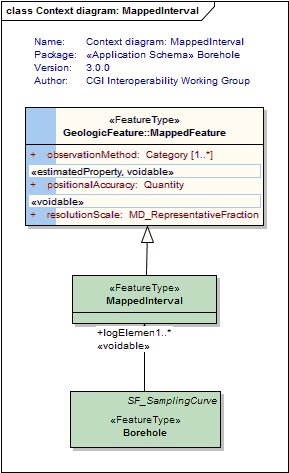 class Context diagram: MappedInterval
Name: Context diagram: MappedInterval
Package: «Application Schema» Borehole
Version: 3.0.0
Author: CGI Interoperability Working Group
«FeatureType»
GeologicFeature::MappedFeature
+ observationMethod: Category [1..*]
«estimatedProperty, voidable»
+ positionalAccuracy: Quantity
«voidable»
+ resolutionScale: MD_RepresentativeFraction
«FeatureType»
MappedInterval
+logElemen1..*
«voidable»
SF_SamplingCurve
«FeatureType»
Borehole